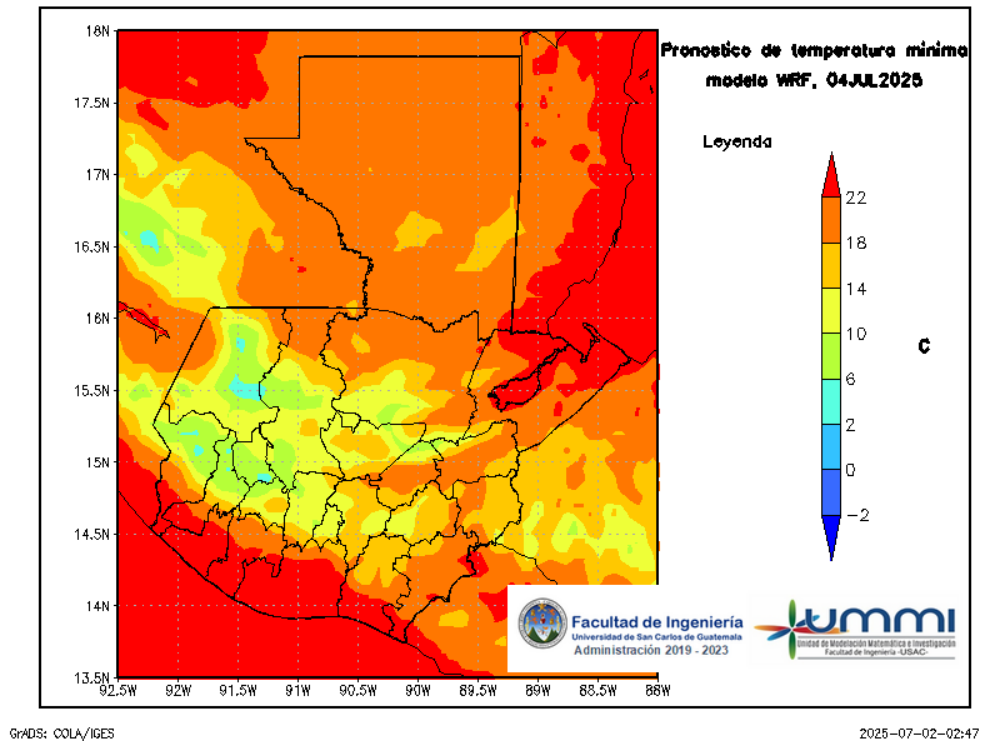 Pronostico de temperatura minima
modelo WRF, 04JUL2025
Leyenda
22
18
14
10
6
2
0
−2
C
18N
17.5N
17N
16.5N
16N
15.5N
15N
14.5N
14N
13.5N
92.5W 92W 91.5W 91W 90.5W 90W 89.5W 89W 88.5W 88W
Facultad de Ingeniería
Universidad de San Carlos de Guatemala
Administración 2019 - 2023
ummi
Unidad de Modelación Matemática e Investigación
Facultad de Ingeniería -USAC-
GrADS: COLA/IGES
2025-07-02-02:47